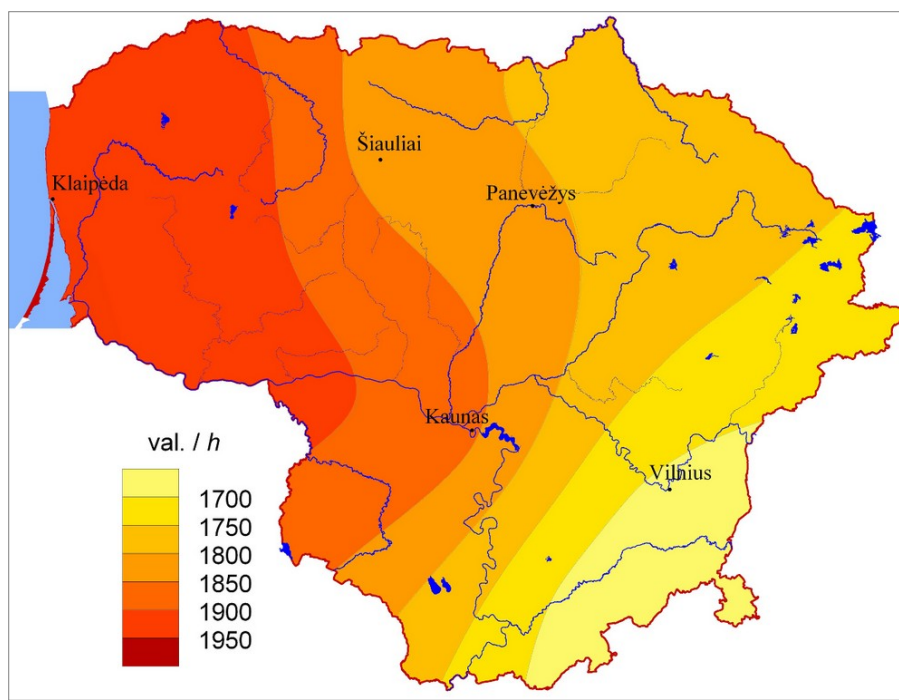 Šiauliai
Klaipėda
Panevėžys
Kaunas
val. / h
Vilnius
1700
1750
1800
1850
1900
1950